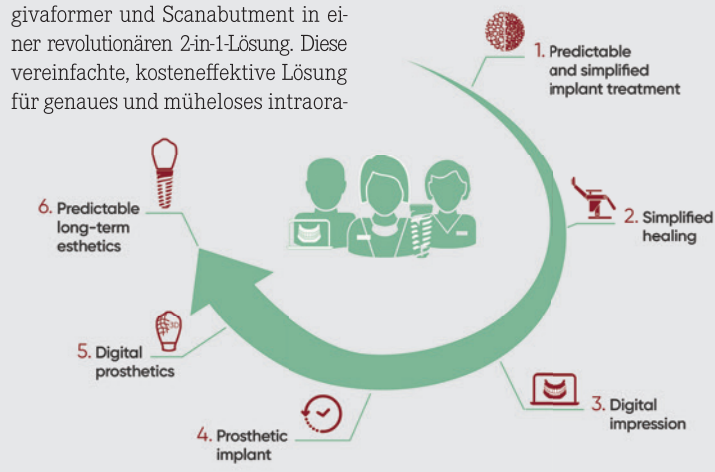 givaformer und Scanabutment in ei-
ner revolutionären 2-in-1-Lösung. Diese
vereinfachte, kosteneffektive Lösung
für genaues und müheloses intraora-
1. Predictable
and simplified
implant treatment
2. Simplified
healing
3. Digital
impression
4. Prosthetic
implant
5. Digital
prosthetics
3D
6. Predictable
long-term
esthetics